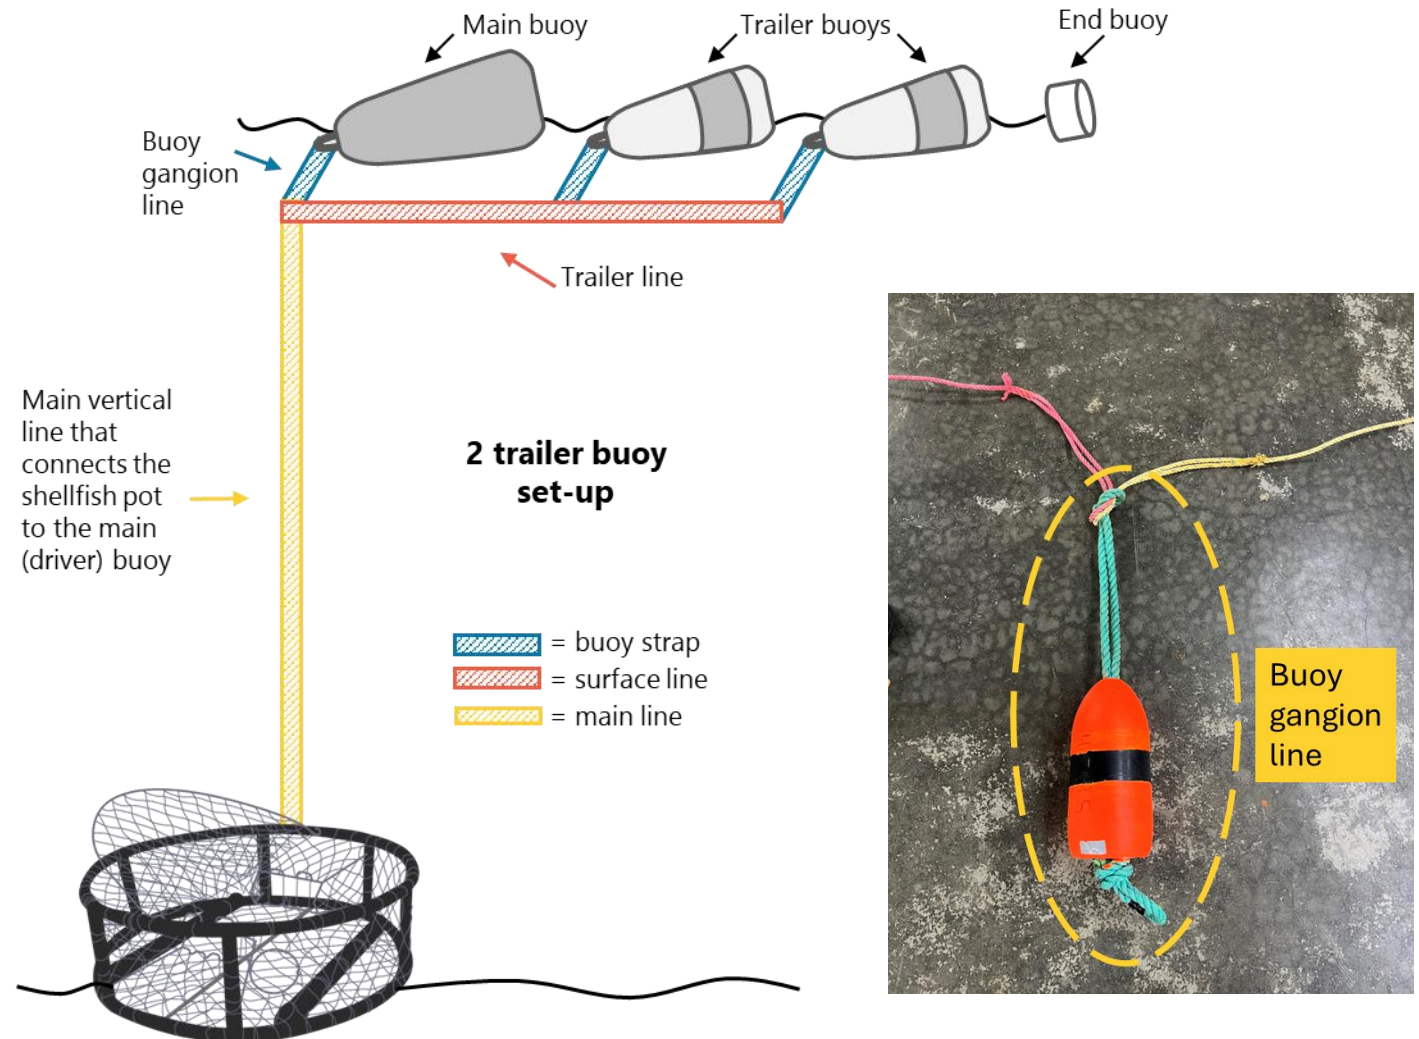 Main buoy
Trailer buoys
End buoy
Buoy
gangion
line
Trailer line
Main vertical
line that
connects the
shellfish pot
to the main
(driver) buoy
2 trailer buoy
set-up
= buoy strap
= surface line
= main line
Buoy
gangion
line